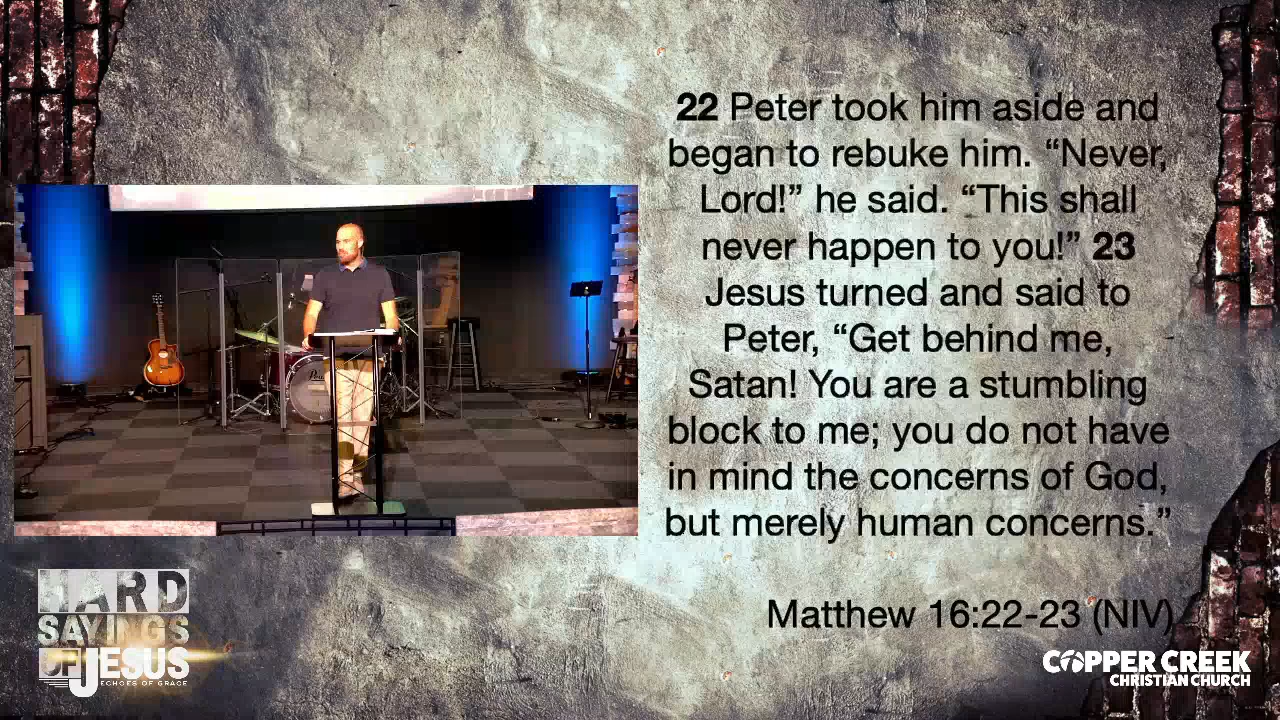 22 Peter took him aside and
began to rebuke him. “Never,
Lord!” he said. “This shall
never happen to you!” 23
Jesus turned and said to
Peter, “Get behind me,
Satan! You are a stumbling
block to me; you do not have
in mind the concerns of God,
but merely human concerns.”
Matthew 16:22-23 (NIV)
HARD
SAYINGS
OF JESUS
ECHOES OF GRACE
COPPER CREEK
CHRISTIAN CHURCH